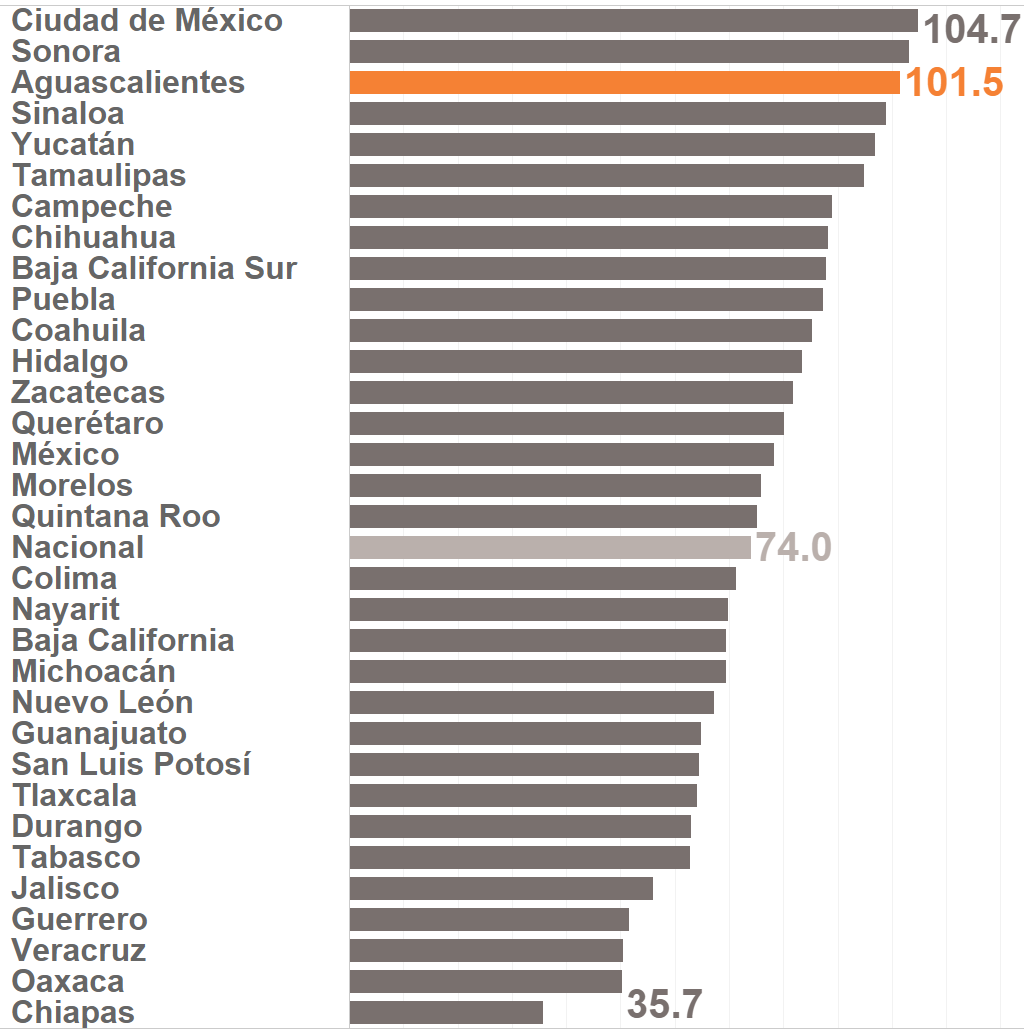 Ciudad de México 104.7
Sonora
Aguascalientes 101.5
Sinaloa
Yucatán
Tamaulipas
Campeche
Chihuahua
Baja California Sur
Puebla
Coahuila
Hidalgo
Zacatecas
Querétaro
México
Morelos
Quintana Roo
Nacional 74.0
Colima
Nayarit
Baja California
Michoacán
Nuevo León
Guanajuato
San Luis Potosí
Tlaxcala
Durango
Tabasco
Jalisco
Guerrero
Veracruz
Oaxaca
Chiapas 35.7